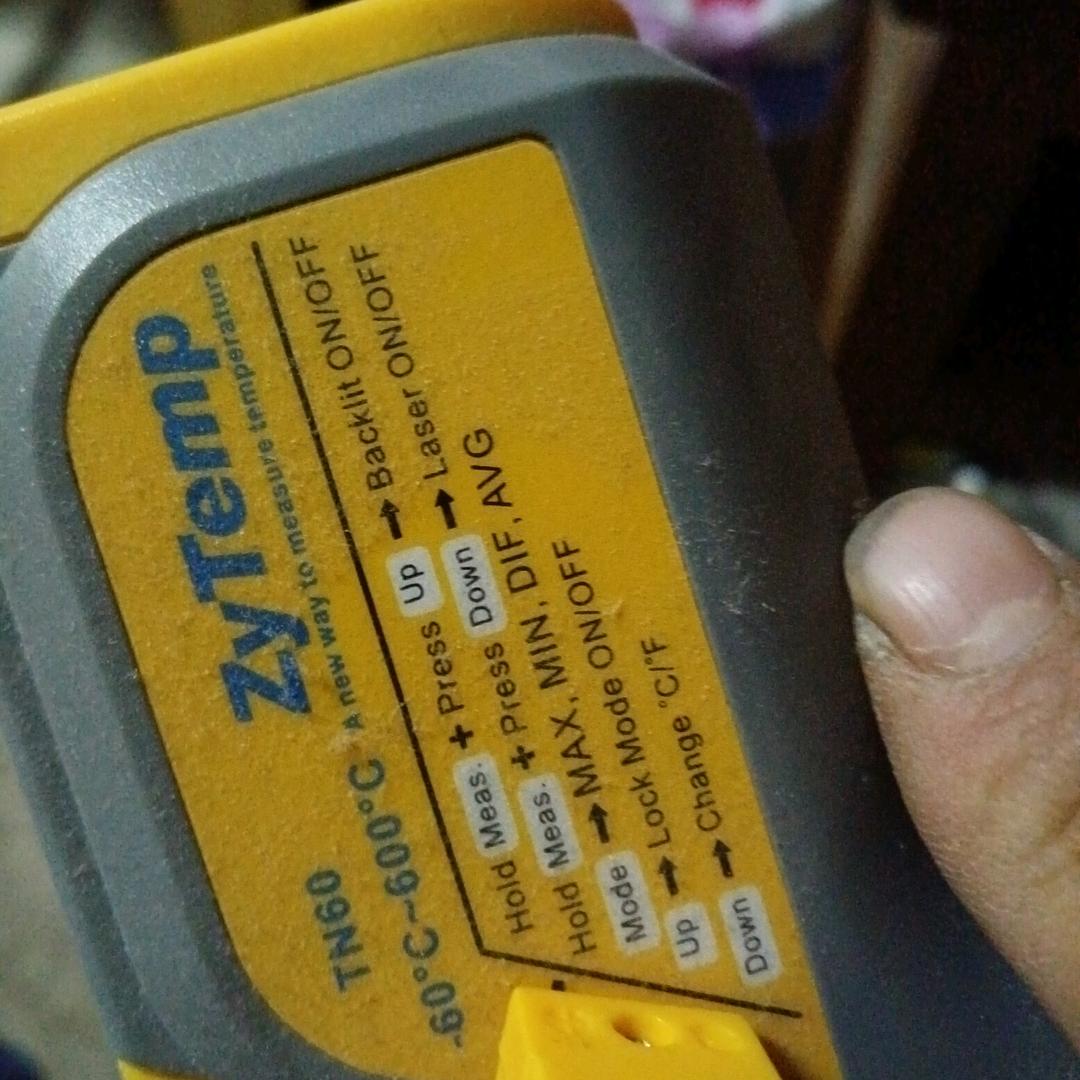 ZyTemp
A new way to measure temperature
TN60
-60°C~600°C
Hold Meas. + Press Up → Backlit ON/OFF
Hold Meas. + Press Down → Laser ON/OFF
Mode → MAX, MIN, DIF, AVG
Up → Lock Mode ON/OFF
Down → Change °C/°F